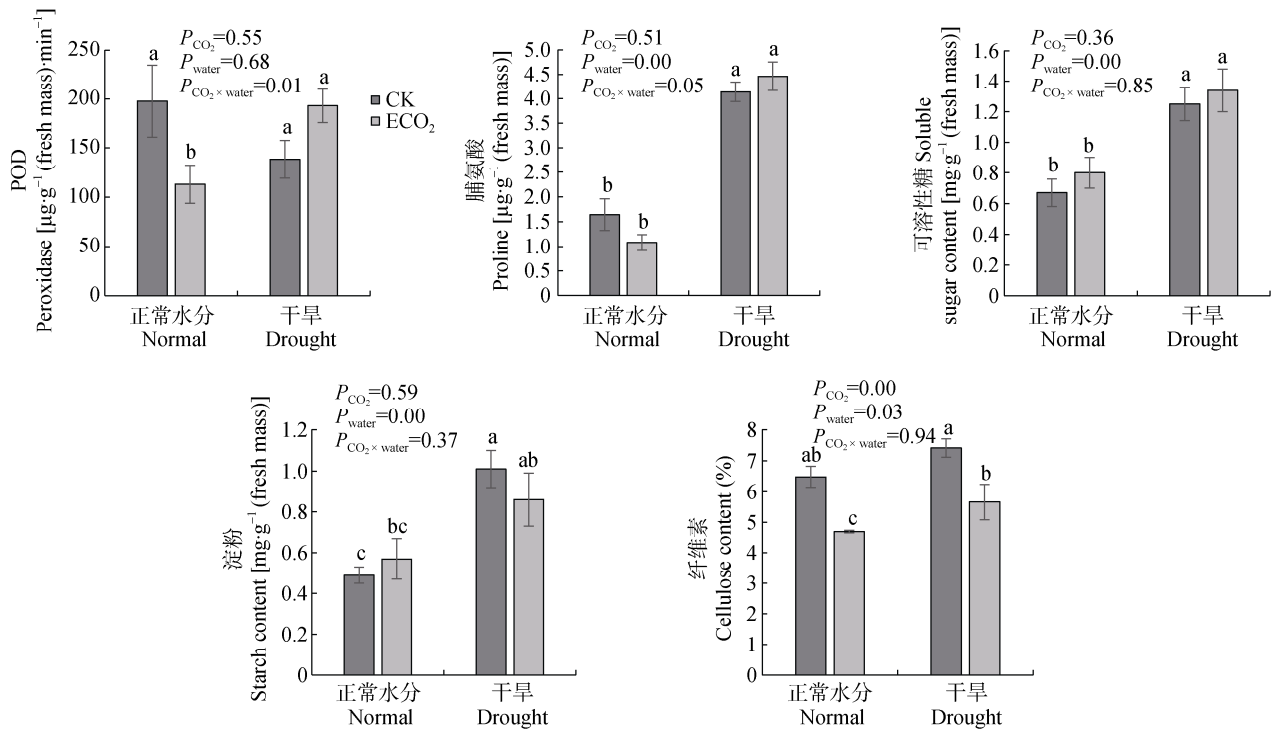 POD
Peroxidase [μg·g⁻¹ (fresh mass)·min⁻¹]
P_CO₂=0.55
P_water=0.68
P_CO₂×water=0.01
250
200
150
100
50
0
a
b
a
a
CK
ECO₂
正常水分
Normal
干旱
Drought
脯氨酸
Proline [μg·g⁻ (fresh mass)]
P_CO₂=0.51
P_water=0.00
P_CO₂×water=0.05
5.0
4.5
4.0
3.5
3.0
2.5
2.0
1.5
1.0
0.5
0
b
b
a
a
正常水分
Normal
干旱
Drought
可溶性糖 Soluble
sugar content [mg·g⁻¹ (fresh mass)]
P_CO₂=0.36
P_water=0.00
P_CO₂×water=0.85
1.6
1.4
1.2
1.0
0.8
0.6
0.4
0.2
0
b
b
a
a
正常水分
Normal
干旱
Drought
淀粉
Starch content [mg·g⁻¹ (fresh mass)]
P_CO₂=0.59
P_water=0.00
P_CO₂×water=0.37
1.2
1.0
0.8
0.6
0.4
0.2
0
c
bc
a
ab
正常水分
Normal
干旱
Drought
纤维素
Cellulose content (%)
P_CO₂=0.00
P_water=0.03
P_CO₂×water=0.94
8
7
6
5
4
3
2
1
0
ab
c
a
b
正常水分
Normal
干旱
Drought